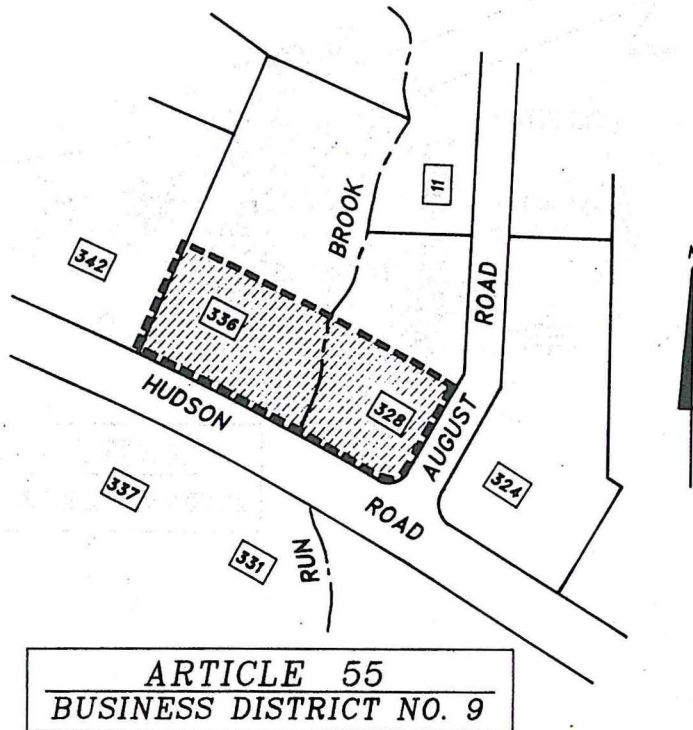 11
BROOK
342
336
ROAD
HUDSON
328
AUGUST
337
ROAD
324
331
RUN
ARTICLE 55
BUSINESS DISTRICT NO. 9